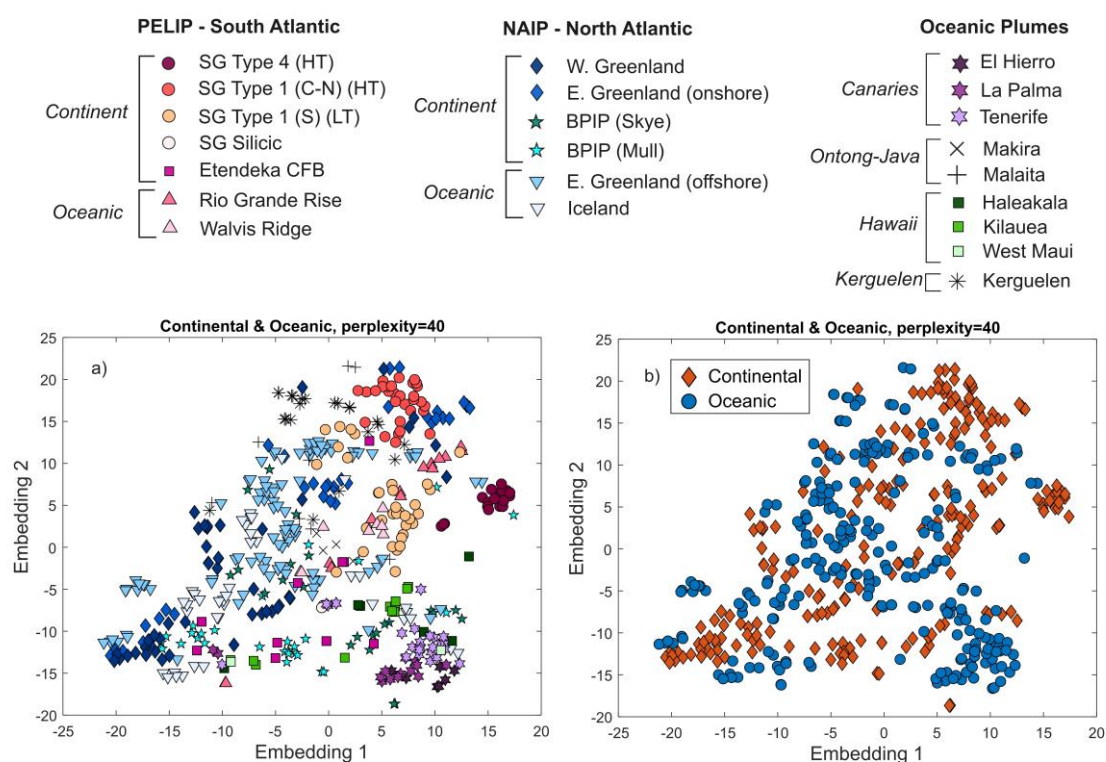 PELIP - South Atlantic
Continent
SG Type 4 (HT)
SG Type 1 (C-N) (HT)
SG Type 1 (S) (LT)
SG Silicic
Etendeka CFB
Oceanic
Rio Grande Rise
Walvis Ridge
NAIP - North Atlantic
Continent
W. Greenland
E. Greenland (onshore)
BPIP (Skye)
BPIP (Mull)
Oceanic
E. Greenland (offshore)
Iceland
Oceanic Plumes
Canaries
El Hierro
La Palma
Tenerife
Ontong-Java
Makira
Malaita
Hawaii
Haleakala
Kilauea
West Maui
Kerguelen
Kerguelen
Continental & Oceanic, perplexity=40
a)
Embedding 2
25
20
15
10
5
0
-5
-10
-15
-20
-25 -20 -15 -10 -5 0 5 10 15 20
Embedding 1
Continental & Oceanic, perplexity=40
b)
Continental
Oceanic
Embedding 2
25
20
15
10
5
0
-5
-10
-15
-20
-25 -20 -15 -10 -5 0 5 10 15 20
Embedding 1